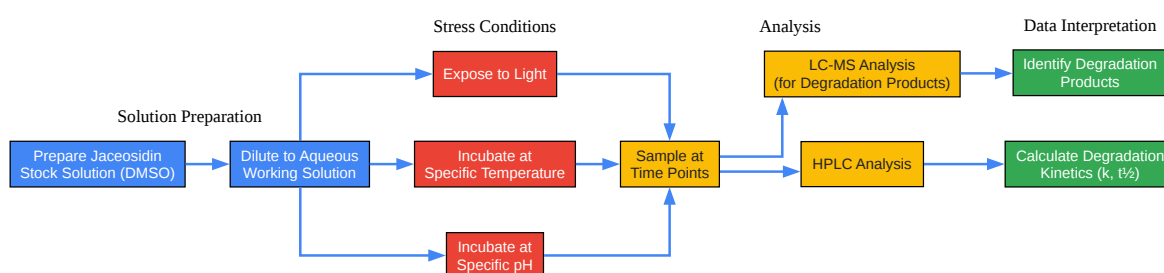 Stress Conditions
Analysis
Data Interpretation
Expose to Light
LC-MS Analysis
(for Degradation Products)
Identify Degradation
Products
Solution Preparation
Prepare Jaceosidin
Stock Solution (DMSO)
Dilute to Aqueous
Working Solution
Incubate at
Specific Temperature
Sample at
Time Points
HPLC Analysis
Calculate Degradation
Kinetics (k, t½)
Incubate at
Specific pH